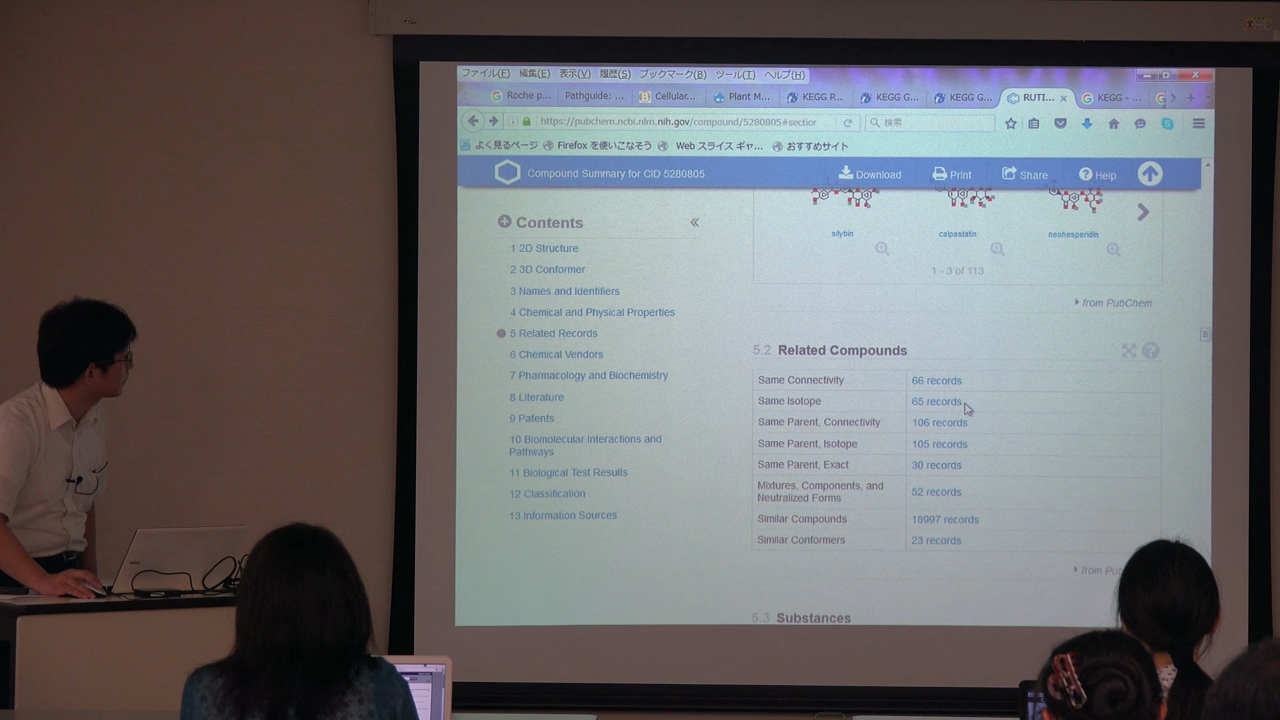 ファイル(F) 編集(E) 表示(V) 履歴(S) ブックマーク(B) ツール(T) ヘルプ(H)
Roche p... Pathguide: ... Cellular... Plant M... KEGG P... KEGG G... KEGG G... RUTI... KEGG - ...
https://pubchem.ncbi.nlm.nih.gov/compound/5280805#section 検索
よく見るページ Firefox を使いこなそう Web スライス ギャ... おすすめサイト
Compound Summary for CID 5280805 Download Print Share Help
Contents
1 2D Structure
2 3D Conformer
3 Names and Identifiers
4 Chemical and Physical Properties
5 Related Records
6 Chemical Vendors
7 Pharmacology and Biochemistry
8 Literature
9 Patents
10 Biomolecular Interactions and
Pathways
11 Biological Test Results
12 Classification
13 Information Sources
silybin calpastatin neohesperidin
1 - 3 of 113
from PubChem
5.2 Related Compounds
Same Connectivity 66 records
Same Isotope 65 records
Same Parent, Connectivity 106 records
Same Parent, Isotope 105 records
Same Parent, Exact 30 records
Mixtures, Components, and
Neutralized Forms 52 records
Similar Compounds 18997 records
Similar Conformers 23 records
from Pu
5.3 Substances